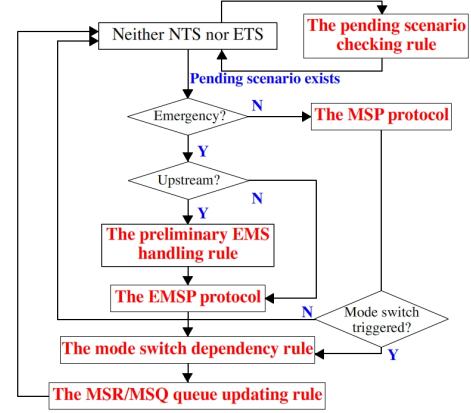 Neither NTS nor ETS
The pending scenario
checking rule
Pending scenario exists
Emergency?
N
The MSP protocol
Y
Upstream?
N
Y
The preliminary EMS
handling rule
The EMSP protocol
N
Mode switch
triggered?
Y
The mode switch dependency rule
The MSR/MSQ queue updating rule